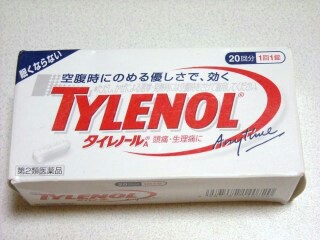 眠くならない
20回分 1回1錠
空腹時にのめる優しさで、効く
TYLENOL®
タイレノール®A 頭痛・生理痛に
Anytime
第2類医薬品